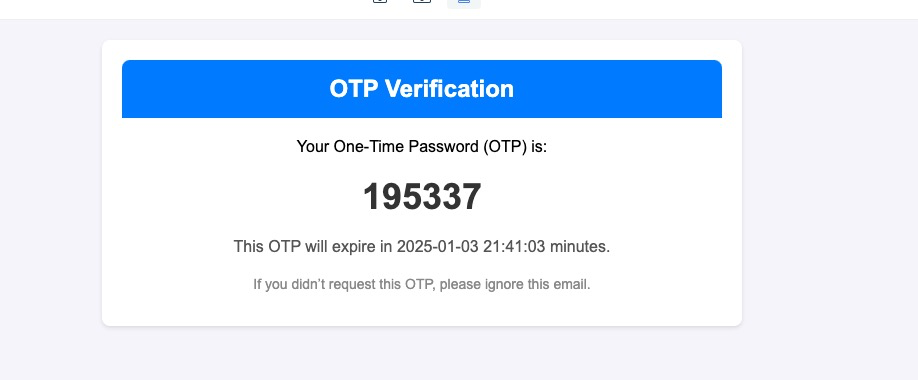 OTP Verification
Your One-Time Password (OTP) is:
195337
This OTP will expire in 2025-01-03 21:41:03 minutes.
If you didn't request this OTP, please ignore this email.